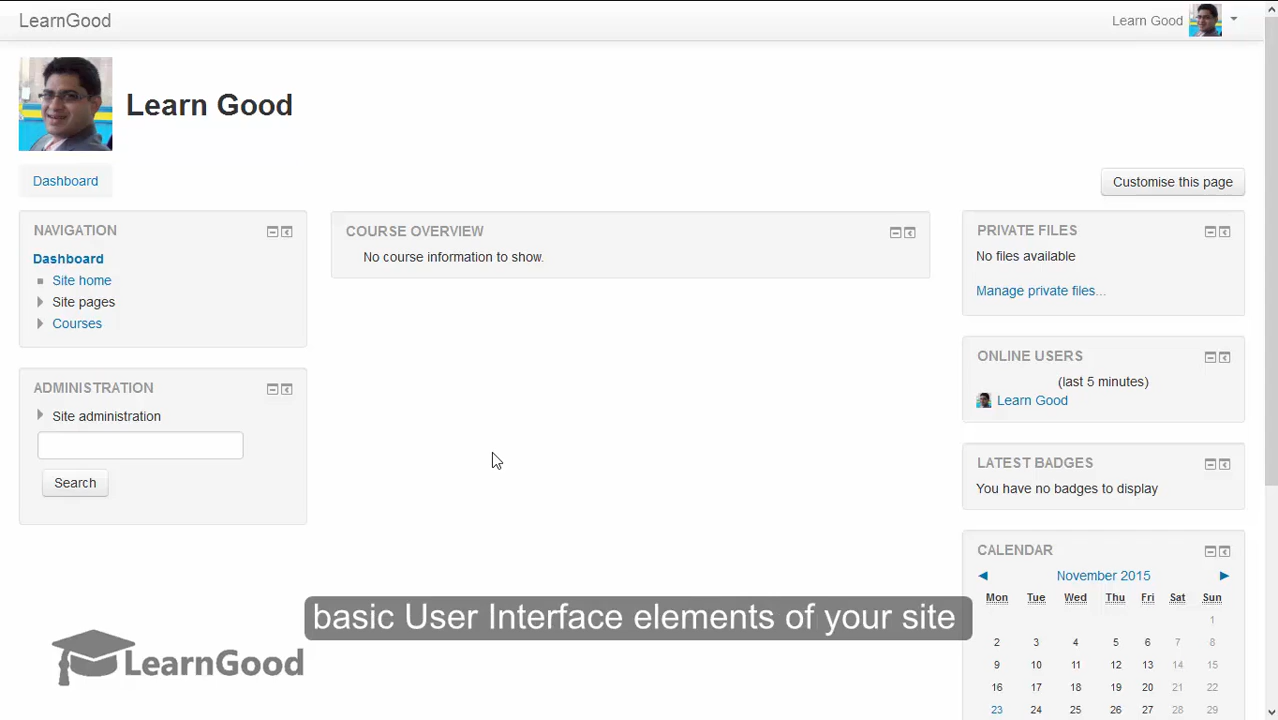 LearnGood
Learn Good
Learn Good
Dashboard
Customise this page
NAVIGATION
Dashboard
Site home
Site pages
Courses
ADMINISTRATION
Site administration
Search
COURSE OVERVIEW
No course information to show.
PRIVATE FILES
No files available
Manage private files...
ONLINE USERS
(last 5 minutes)
Learn Good
LATEST BADGES
You have no badges to display
CALENDAR
◄ November 2015 ►
Mon Tue Wed Thu Fri Sat Sun
1
2 3 4 5 6 7 8
9 10 11 12 13 14 15
16 17 18 19 20 21 22
23 24 25 26 27 28 29
basic User Interface elements of your site
LearnGood